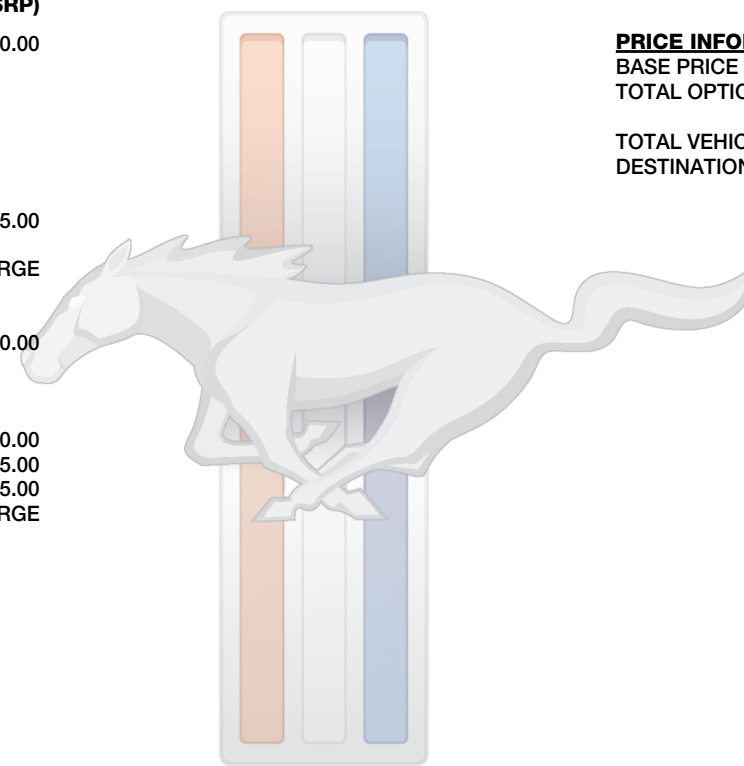 SRP)
0.00
5.00
RGE
0.00
0.00
5.00
5.00
RGE
PRICE INFO
BASE PRICE
TOTAL OPTIO
TOTAL VEHIC
DESTINATION